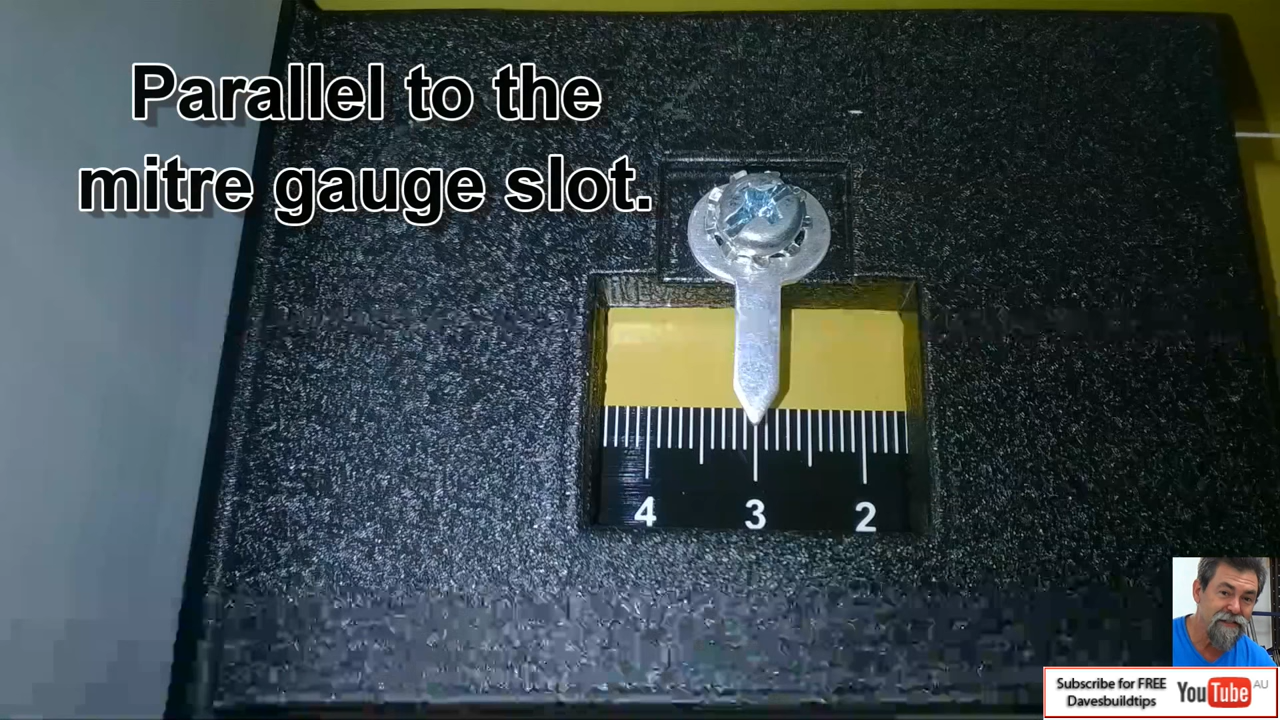 Parallel to the
mitre gauge slot.
4 3 2
Subscribe for FREE
Davesbuildtips
YouTube AU